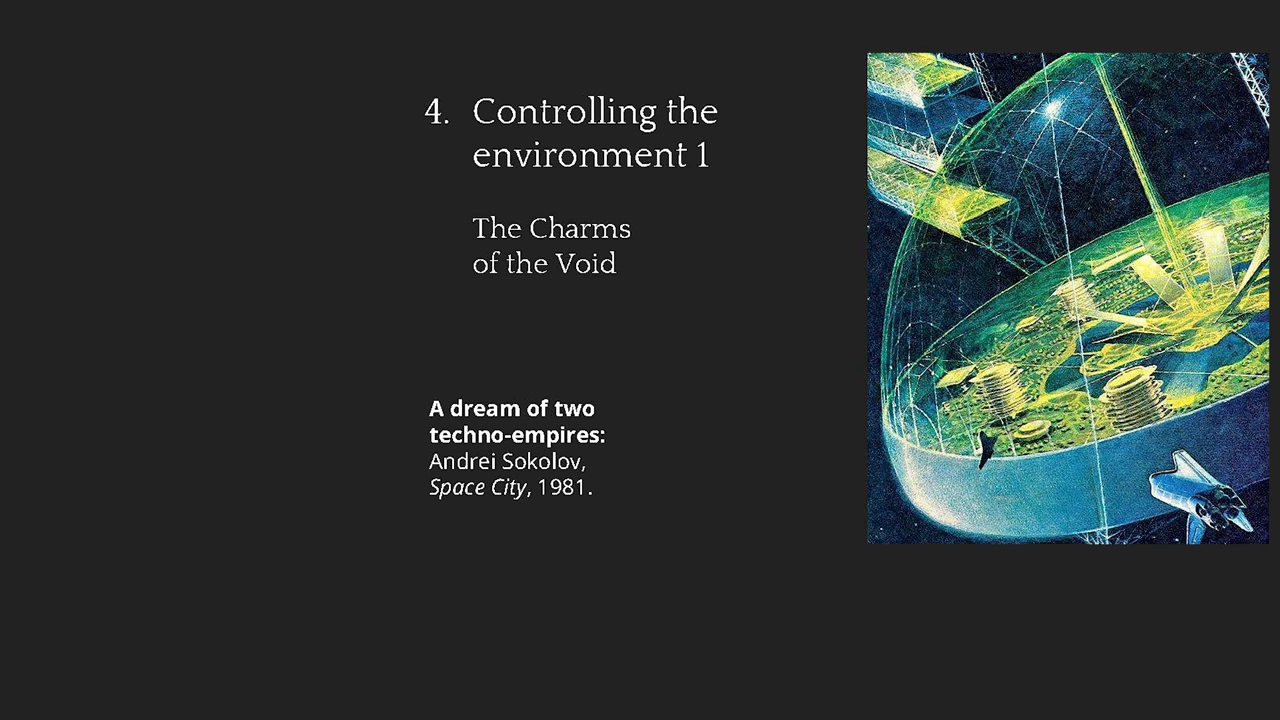 4. Controlling the
environment 1
The Charms
of the Void
A dream of two
techno-empires:
Andrei Sokolov,
Space City, 1981.